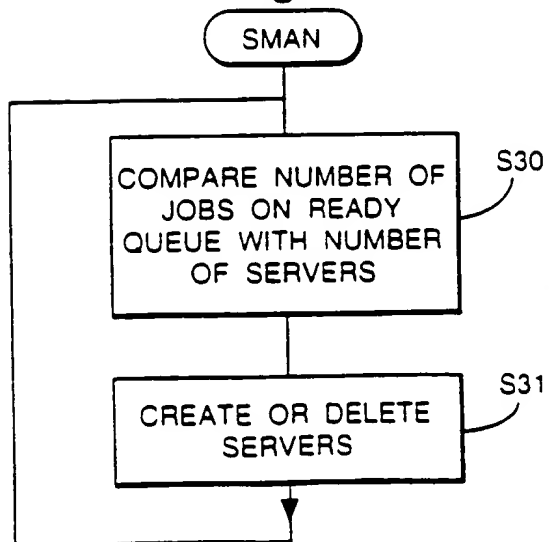 SMAN
COMPARE NUMBER OF
JOBS ON READY
QUEUE WITH NUMBER
OF SERVERS
S30
CREATE OR DELETE
SERVERS
S31